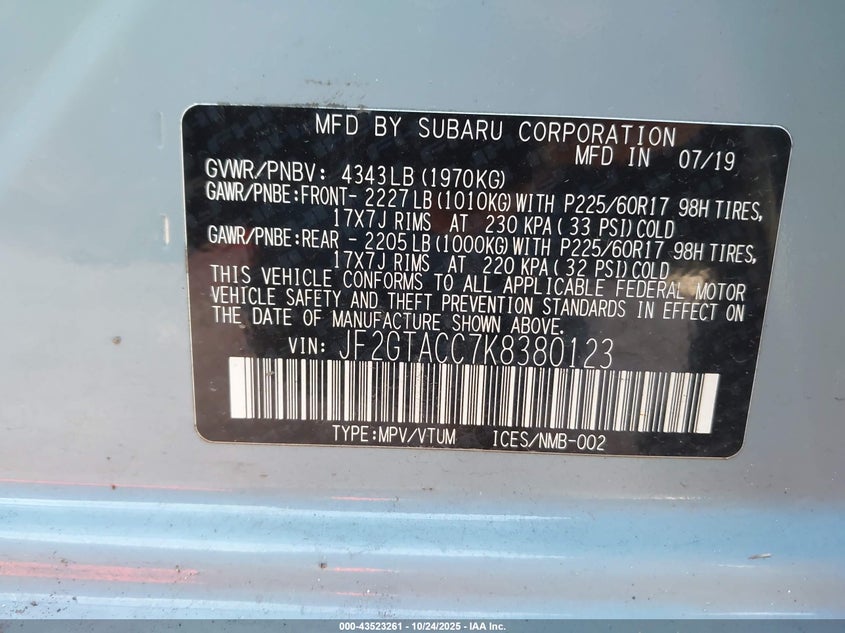 MFD BY SUBARU CORPORATION
MFD IN 07/19
GVWR/PNBV: 4343LB (1970KG)
GAWR/PNBE:FRONT- 2227LB (1010KG) WITH P225/60R17 98H TIRES,
17X7J RIMS AT 230 KPA ( 33 PSI) COLD
GAWR/PNBE:REAR - 2205LB (1000KG) WITH P225/60R17 98H TIRES,
17X7J RIMS AT 220 KPA ( 32 PSI) COLD
THIS VEHICLE CONFORMS TO ALL APPLICABLE FEDERAL MOTOR
VEHICLE SAFETY AND THEFT PREVENTION STANDARDS IN EFFECT ON
THE DATE OF MANUFACTURE SHOWN ABOVE.
VIN: JF2GTACC7K8380123
TYPE:MPV/VTUM ICES/NMB-002
000-43523261 - 10/24/2025 - IAA Inc.